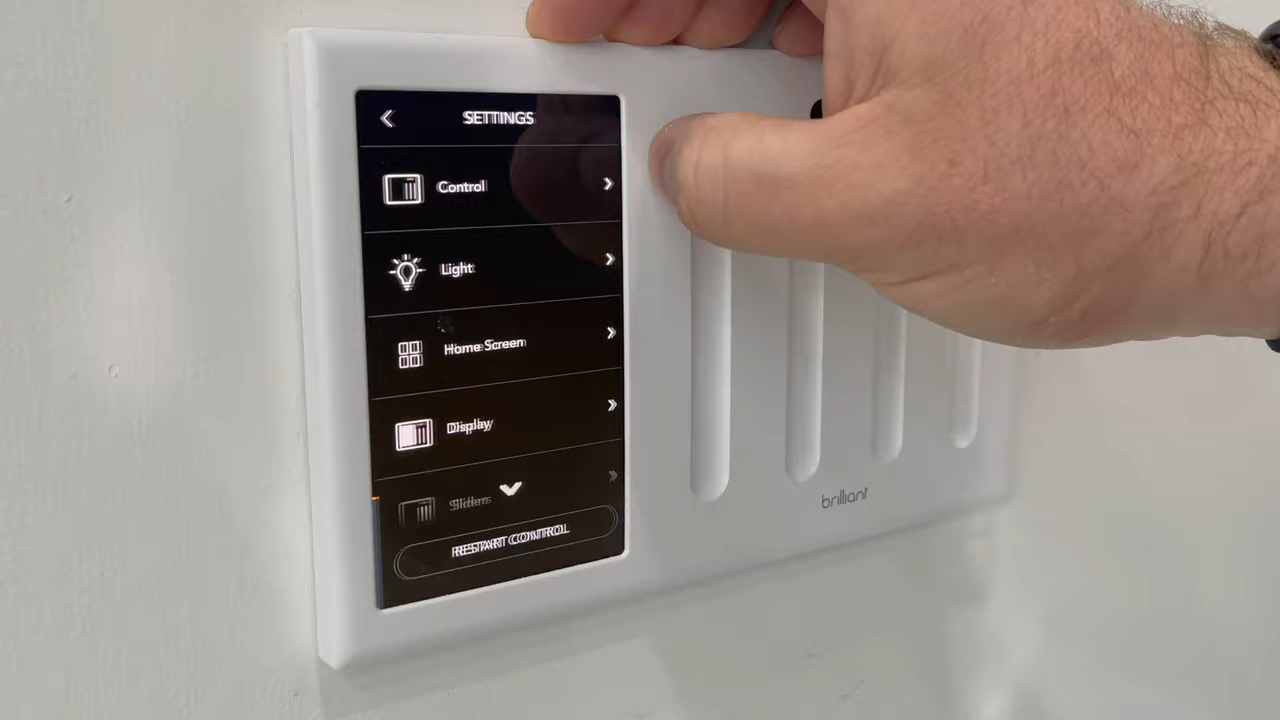 SETTINGS
Control
Light
Home Screen
Display
Sliders
RESTART CONTROL
brilliant